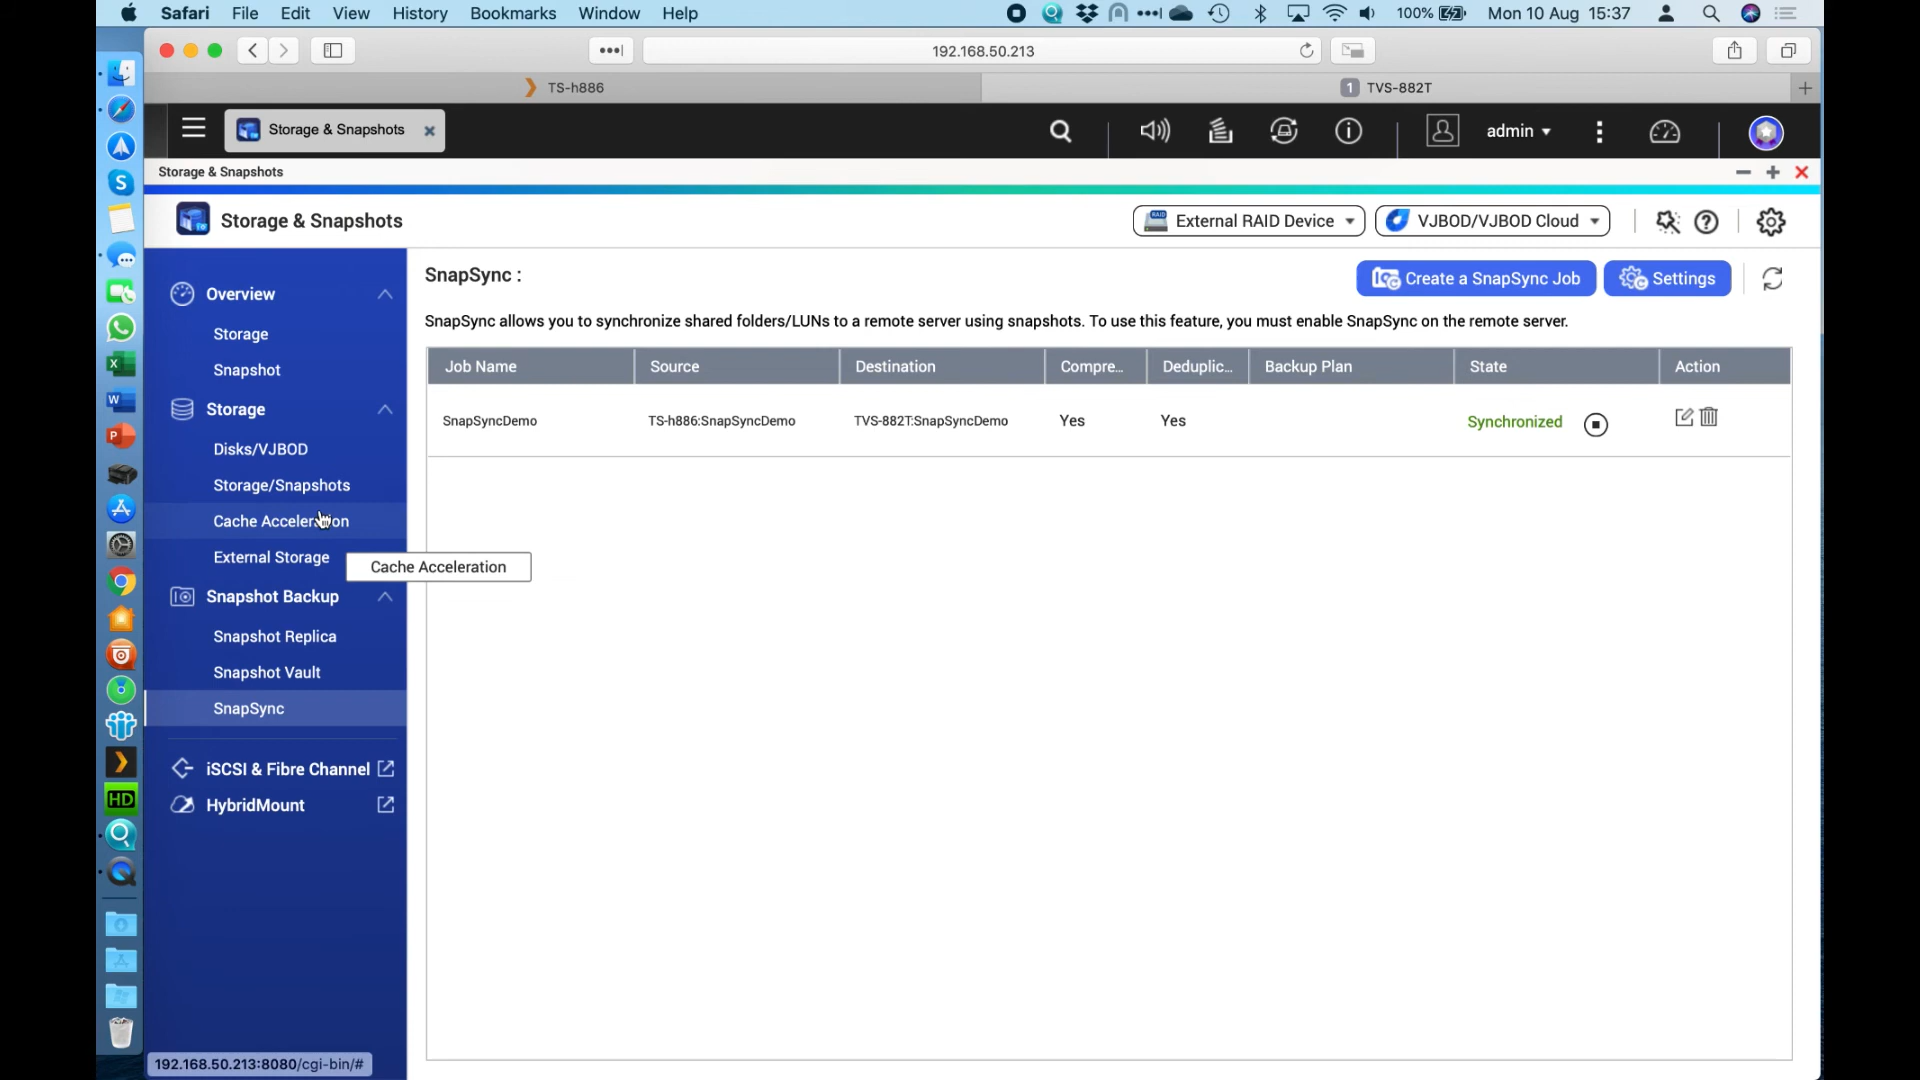 Safari File Edit View History Bookmarks Window Help 100% Mon 10 Aug 15:37
192.168.50.213
TS-h886 1 TVS-882T
Storage & Snapshots admin
Storage & Snapshots
Storage & Snapshots External RAID Device VJBOD/VJBOD Cloud
Overview
Storage
Snapshot
Storage
Disks/VJBOD
Storage/Snapshots
Cache Acceleration
External Storage
Cache Acceleration
Snapshot Backup
Snapshot Replica
Snapshot Vault
SnapSync
iSCSI & Fibre Channel
HybridMount
SnapSync :
Create a SnapSync Job Settings
SnapSync allows you to synchronize shared folders/LUNs to a remote server using snapshots. To use this feature, you must enable SnapSync on the remote server.
Job Name Source Destination Compre... Deduplic... Backup Plan State Action
SnapSyncDemo TS-h886:SnapSyncDemo TVS-882T:SnapSyncDemo Yes Yes Synchronized
HD
192.168.50.213:8080/cgi-bin/#